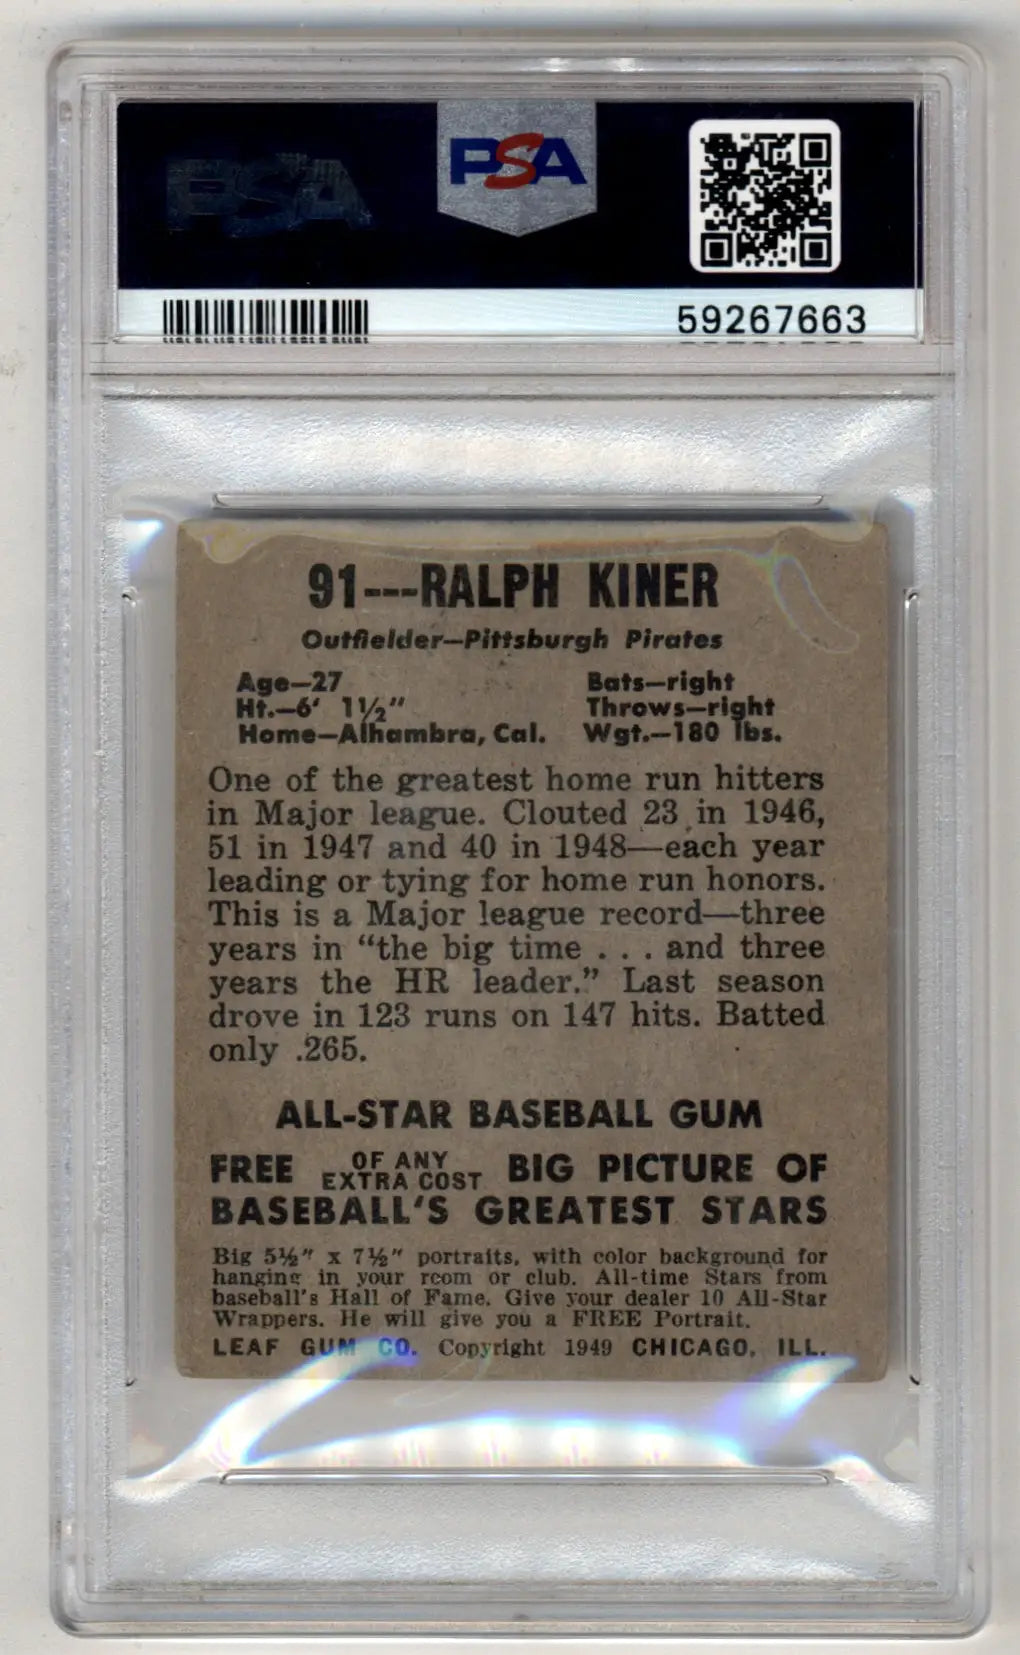 PSA
PSA
59267663
91---RALPH KINER
Outfielder—Pittsburgh Pirates
Age—27 Bats—right
Ht.—6' 1½" Throws—right
Home—Alhambra, Cal. Wgt.—180 lbs.
One of the greatest home run hitters
in Major league. Clouted 23 in 1946,
51 in 1947 and 40 in 1948—each year
leading or tying for home run honors.
This is a Major league record—three
years in "the big time . . . and three
years the HR leader." Last season
drove in 123 runs on 147 hits. Batted
only .265.
ALL-STAR BASEBALL GUM
FREE OF ANY EXTRA COST BIG PICTURE OF
BASEBALL'S GREATEST STARS
Big 5½" x 7½" portraits, with color background for
hanging in your room or club. All-time Stars from
baseball's Hall of Fame. Give your dealer 10 All-Star
Wrappers. He will give you a FREE Portrait.
LEAF GUM CO. Copyright 1949 CHICAGO, ILL.